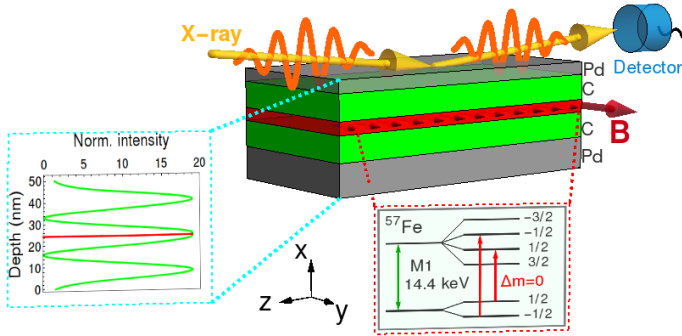 X-ray
Detector
Pd
C
B
C
Pd
Norm. intensity
0 5 10 15 20
50
40
30
20
10
0
Depth (nm)
x
z
y
57Fe
M1
14.4 keV
Δm=0
−3/2
−1/2
1/2
3/2
1/2
−1/2